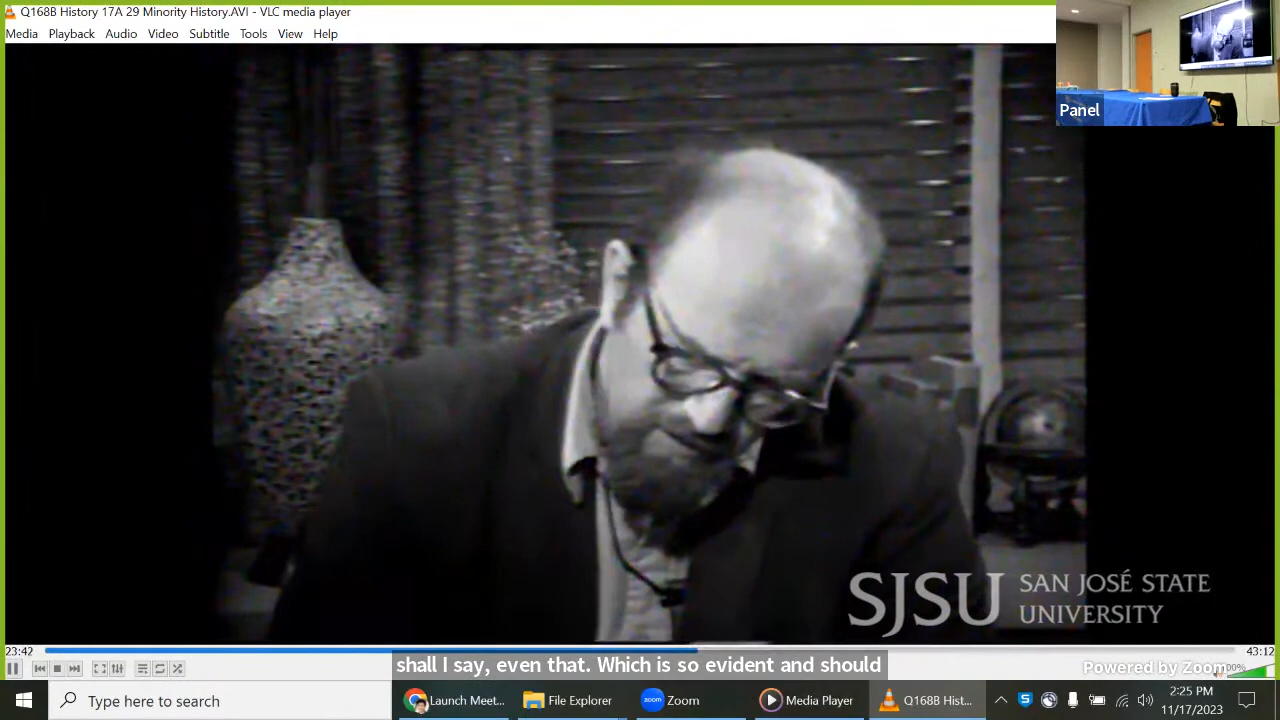 Q168B History 17A 29 Minority History.AVI - VLC media player
Media Playback Audio Video Subtitle Tools View Help
Panel
SJSU SAN JOSÉ STATE
UNIVERSITY
23:42
43:12
shall I say, even that. Which is so evident and should
Powered by Zoom
Type here to search
Launch Meet...
File Explorer
Zoom
Media Player
Q168B Hist...
2:25 PM
11/17/2023